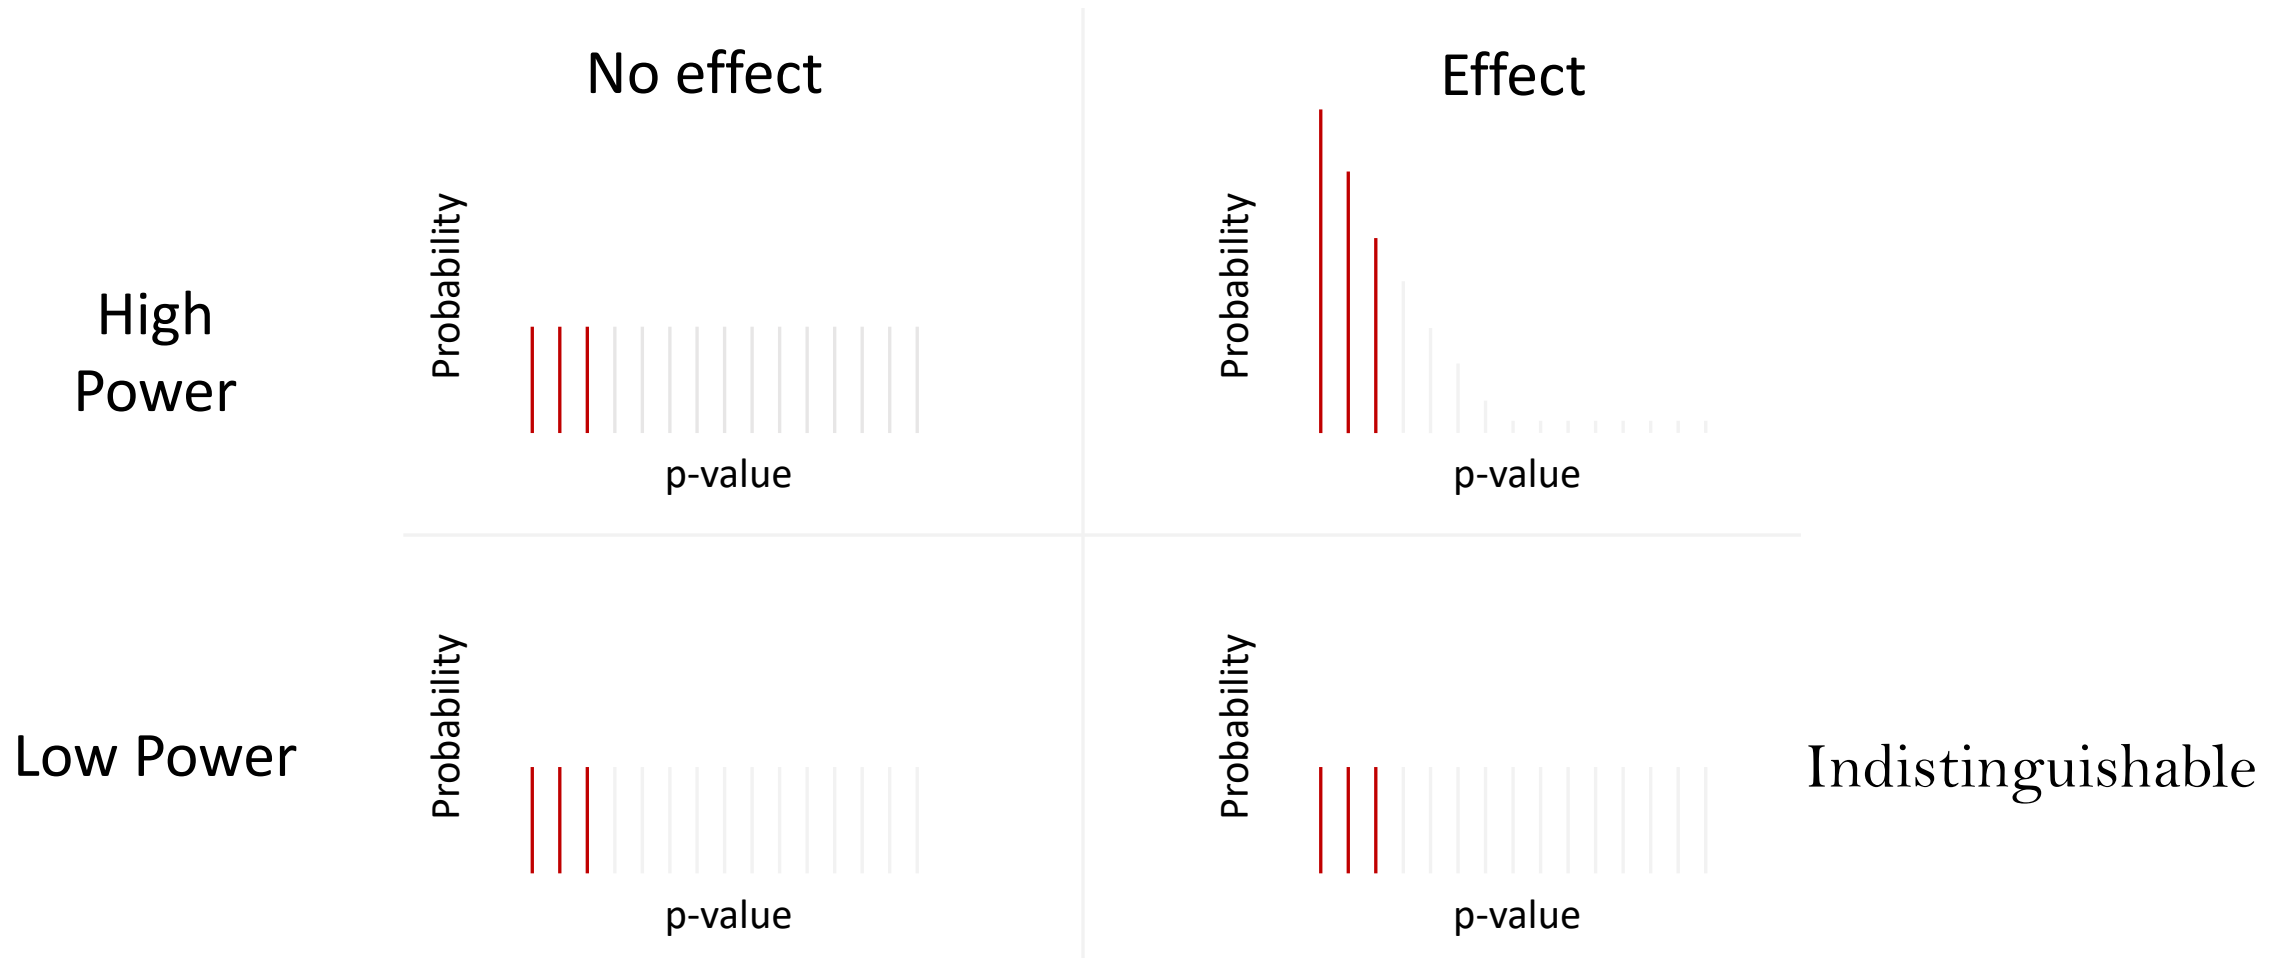 No effect
Effect
High
Power
Probability
p-value
Probability
p-value
Low Power
Probability
p-value
Probability
p-value
Indistinguishable